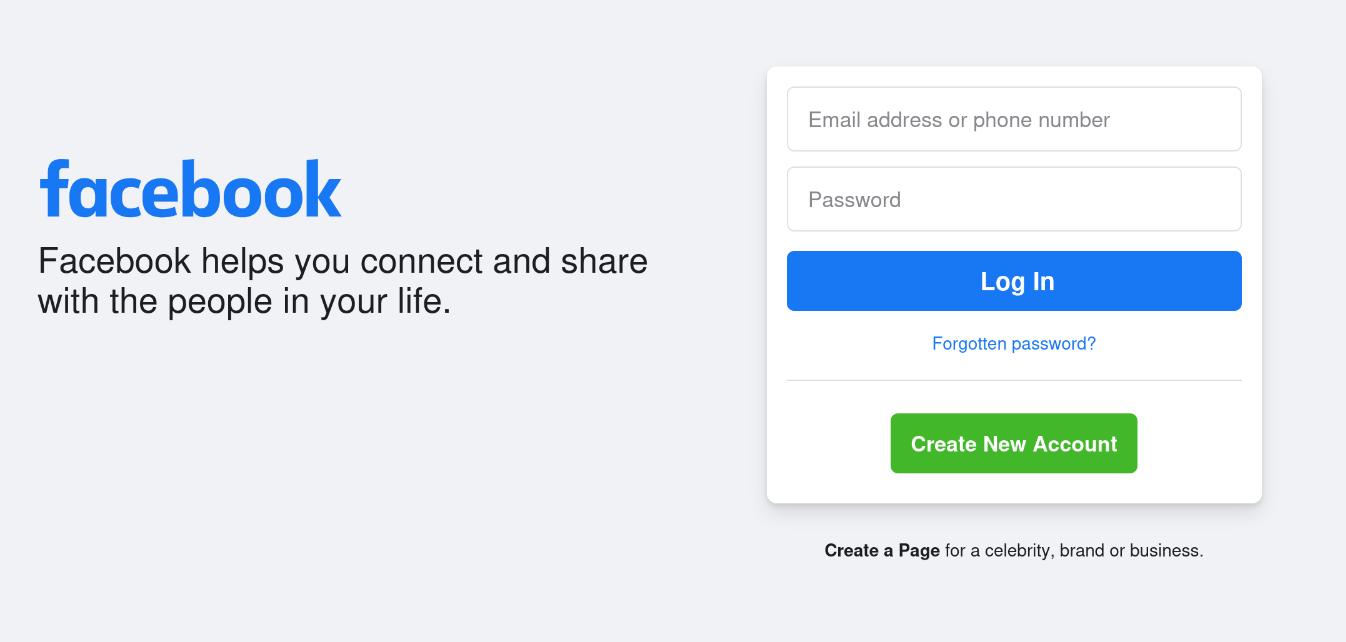 facebook
Facebook helps you connect and share
with the people in your life.
Email address or phone number
Password
Log In
Forgotten password?
Create New Account
Create a Page for a celebrity, brand or business.